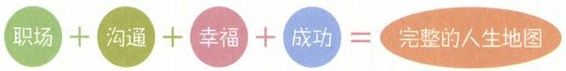 职场 + 沟通 + 幸福 + 成功 = 完整的人生地图